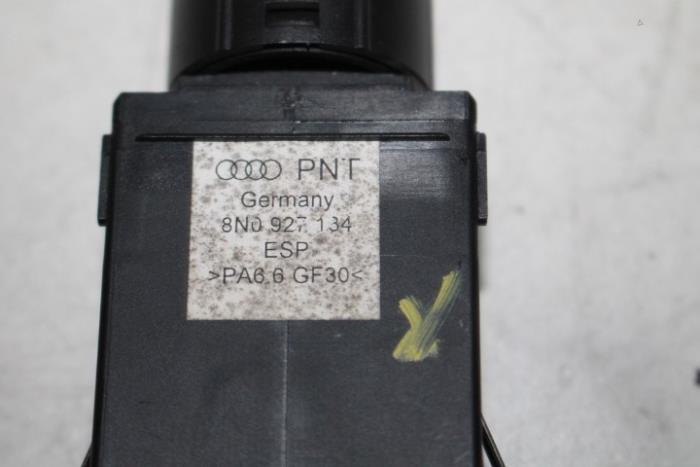 PNT
Germany
8N0 927 134
ESP
>PA6.6 GF30<